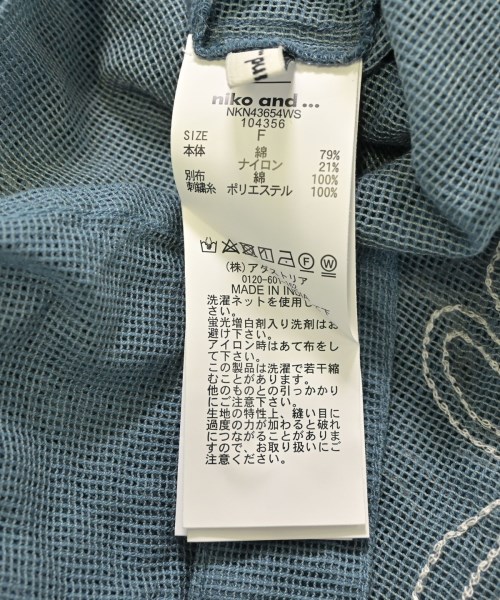 niko and ...
NKN43654WS
104356
SIZE F
本体 綿 79%
ナイロン 21%
別布 綿 100%
刺繍糸 ポリエステル 100%
(株)アダストリア
0120-601
MADE IN INDIA
洗濯ネットを使用して下
さい。
蛍光増白剤入り洗剤はお
避け下さい。
アイロン時はあて布をし
て下さい。
この製品は洗濯で若干縮
むことがあります。
他のものとの引っかかり
にご注意下さい。
生地の特性上、縫い目に
過度の力が加わると破れ
につながることがありま
すので、お取り扱いにご
注意ください。